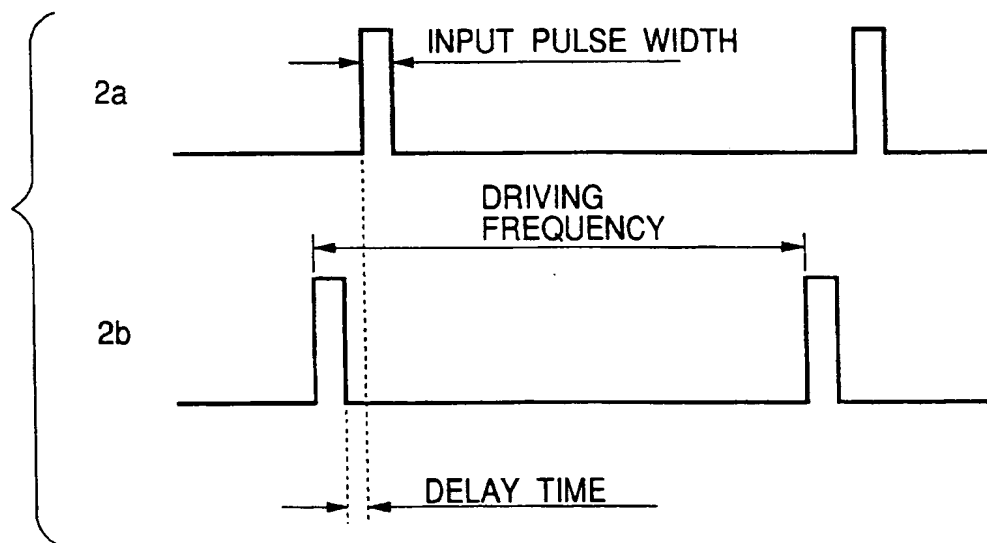 INPUT PULSE WIDTH
2a
DRIVING
FREQUENCY
2b
DELAY TIME